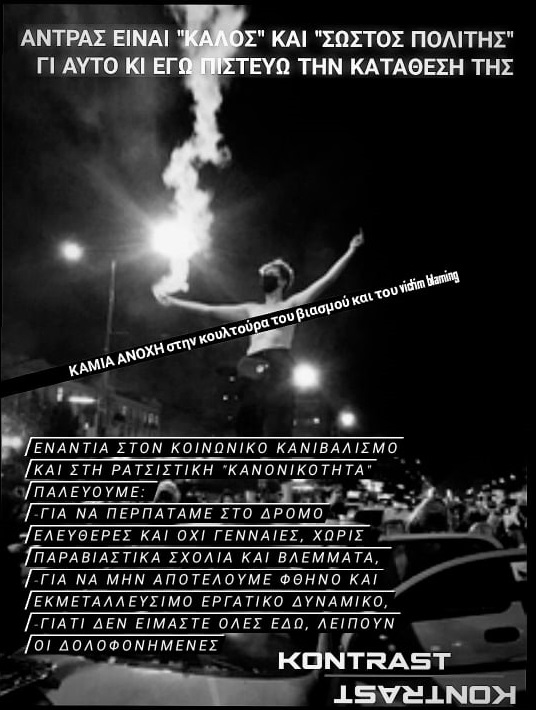 ΑΝΤΡΑΣ ΕΙΝΑΙ "ΚΑΛΟΣ" ΚΑΙ "ΣΩΣΤΟΣ ΠΟΛΙΤΗΣ"
ΓΙ ΑΥΤΟ ΚΙ ΕΓΩ ΠΙΣΤΕΥΩ ΤΗΝ ΚΑΤΑΘΕΣΗ ΤΗΣ
ΚΑΜΙΑ ΑΝΟΧΗ στην κουλτούρα του βιασμού και του victim blaming
ΕΝΑΝΤΙΑ ΣΤΟΝ ΚΟΙΝΩΝΙΚΟ ΚΑΝΙΒΑΛΙΣΜΟ
ΚΑΙ ΣΤΗ ΡΑΤΣΙΣΤΙΚΗ "ΚΑΝΟΝΙΚΟΤΗΤΑ"
ΠΑΛΕΥΟΥΜΕ:
-ΓΙΑ ΝΑ ΠΕΡΠΑΤΑΜΕ ΣΤΟ ΔΡΟΜΟ
ΕΛΕΥΘΕΡΕΣ ΚΑΙ ΟΧΙ ΓΕΝΝΑΙΕΣ, ΧΩΡΙΣ
ΠΑΡΑΒΙΑΣΤΙΚΑ ΣΧΟΛΙΑ ΚΑΙ ΒΛΕΜΜΑΤΑ,
-ΓΙΑ ΝΑ ΜΗΝ ΑΠΟΤΕΛΟΥΜΕ ΦΘΗΝΟ ΚΑΙ
ΕΚΜΕΤΑΛΛΕΥΣΙΜΟ ΕΡΓΑΤΙΚΟ ΔΥΝΑΜΙΚΟ,
-ΓΙΑΤΙ ΔΕΝ ΕΙΜΑΣΤΕ ΟΛΕΣ ΕΔΩ, ΛΕΙΠΟΥΝ
ΟΙ ΔΟΛΟΦΟΝΗΜΕΝΕΣ
KONTRAST
KONTRAST